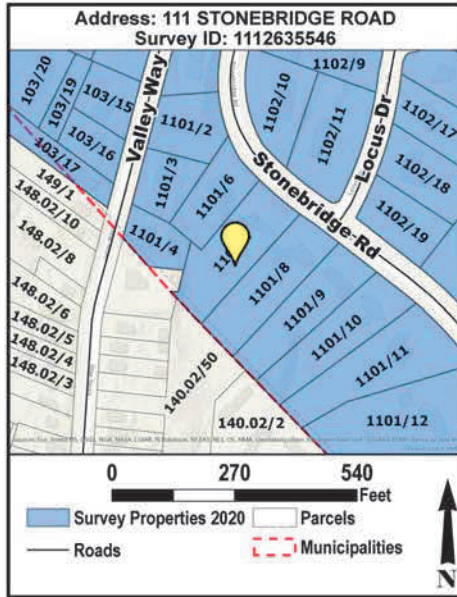 Address: 111 STONEBRIDGE ROAD
Survey ID: 1112635546
103/20
103/19
103/15
103/16
103/17
Valley-Way
1101/2
1102/9
1102/10
1102/11
Locus-Dr
1102/17
1102/18
1102/19
149/1
148.02/10
148.02/8
1101/3
1101/4
1101/6
Stonebridge-Rd
1101/8
1101/9
1101/10
1101/11
1101/12
148.02/6
148.02/5
148.02/4
148.02/3
140.02/50
140.02/2
0 270 540
Feet
Survey Properties 2020
Parcels
Roads
Municipalities
N